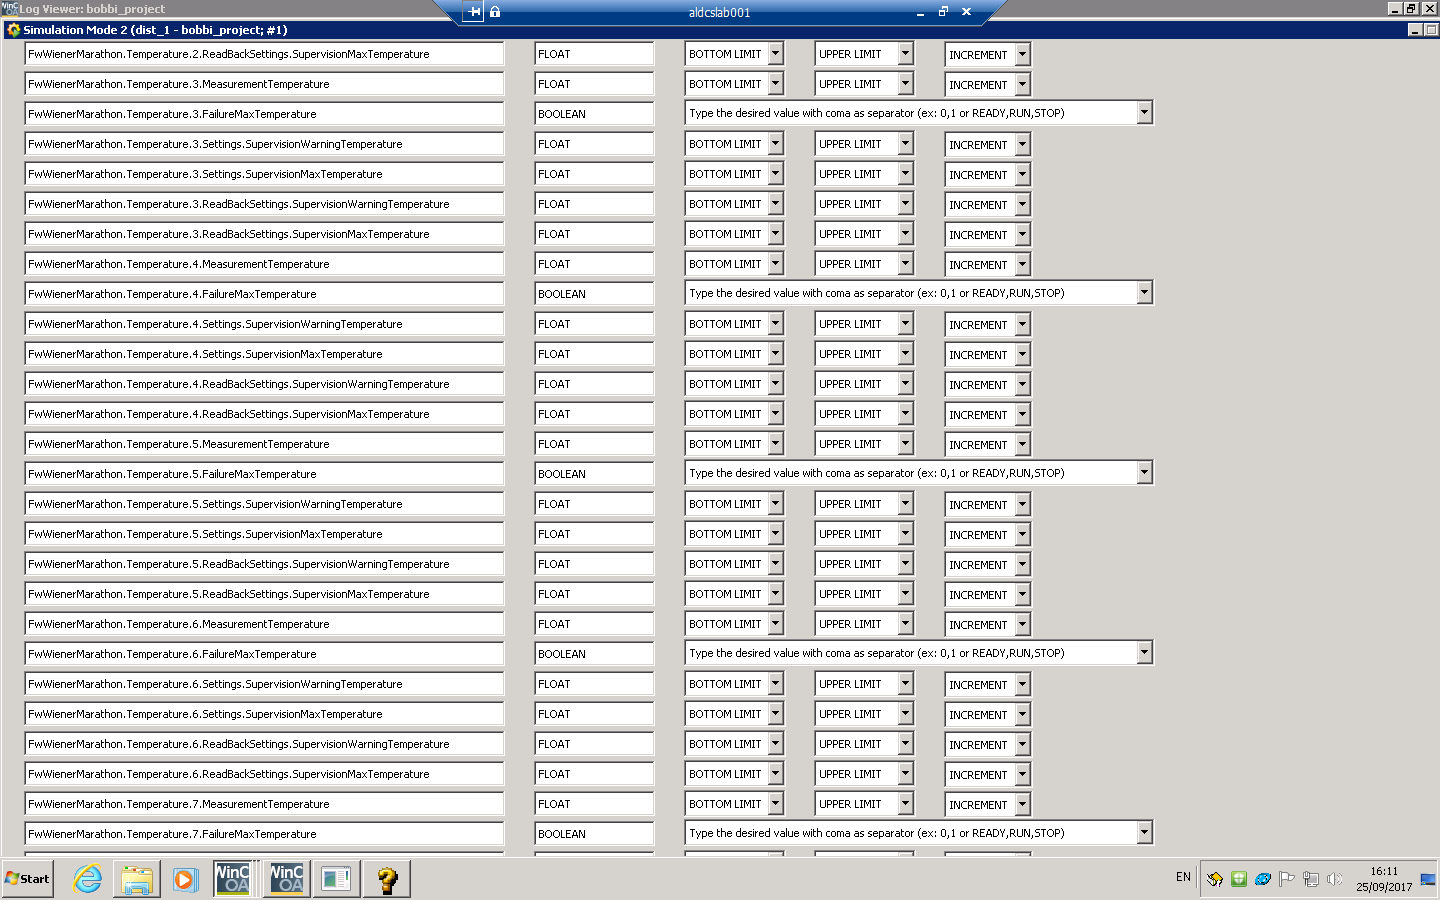 Log Viewer: bobbi_project
aldcslab001
Simulation Mode 2 (dist_1 - bobbi_project; #1)
FwWienerMarathon.Temperature.2.ReadBackSettings.SupervisionMaxTemperature FLOAT BOTTOM LIMIT UPPER LIMIT INCREMENT
FwWienerMarathon.Temperature.3.MeasurementTemperature FLOAT BOTTOM LIMIT UPPER LIMIT INCREMENT
FwWienerMarathon.Temperature.3.FailureMaxTemperature BOOLEAN Type the desired value with coma as separator (ex: 0,1 or READY,RUN,STOP)
FwWienerMarathon.Temperature.3.Settings.SupervisionWarningTemperature FLOAT BOTTOM LIMIT UPPER LIMIT INCREMENT
FwWienerMarathon.Temperature.3.Settings.SupervisionMaxTemperature FLOAT BOTTOM LIMIT UPPER LIMIT INCREMENT
FwWienerMarathon.Temperature.3.ReadBackSettings.SupervisionWarningTemperature FLOAT BOTTOM LIMIT UPPER LIMIT INCREMENT
FwWienerMarathon.Temperature.3.ReadBackSettings.SupervisionMaxTemperature FLOAT BOTTOM LIMIT UPPER LIMIT INCREMENT
FwWienerMarathon.Temperature.4.MeasurementTemperature FLOAT BOTTOM LIMIT UPPER LIMIT INCREMENT
FwWienerMarathon.Temperature.4.FailureMaxTemperature BOOLEAN Type the desired value with coma as separator (ex: 0,1 or READY,RUN,STOP)
FwWienerMarathon.Temperature.4.Settings.SupervisionWarningTemperature FLOAT BOTTOM LIMIT UPPER LIMIT INCREMENT
FwWienerMarathon.Temperature.4.Settings.SupervisionMaxTemperature FLOAT BOTTOM LIMIT UPPER LIMIT INCREMENT
FwWienerMarathon.Temperature.4.ReadBackSettings.SupervisionWarningTemperature FLOAT BOTTOM LIMIT UPPER LIMIT INCREMENT
FwWienerMarathon.Temperature.4.ReadBackSettings.SupervisionMaxTemperature FLOAT BOTTOM LIMIT UPPER LIMIT INCREMENT
FwWienerMarathon.Temperature.5.MeasurementTemperature FLOAT BOTTOM LIMIT UPPER LIMIT INCREMENT
FwWienerMarathon.Temperature.5.FailureMaxTemperature BOOLEAN Type the desired value with coma as separator (ex: 0,1 or READY,RUN,STOP)
FwWienerMarathon.Temperature.5.Settings.SupervisionWarningTemperature FLOAT BOTTOM LIMIT UPPER LIMIT INCREMENT
FwWienerMarathon.Temperature.5.Settings.SupervisionMaxTemperature FLOAT BOTTOM LIMIT UPPER LIMIT INCREMENT
FwWienerMarathon.Temperature.5.ReadBackSettings.SupervisionWarningTemperature FLOAT BOTTOM LIMIT UPPER LIMIT INCREMENT
FwWienerMarathon.Temperature.5.ReadBackSettings.SupervisionMaxTemperature FLOAT BOTTOM LIMIT UPPER LIMIT INCREMENT
FwWienerMarathon.Temperature.6.MeasurementTemperature FLOAT BOTTOM LIMIT UPPER LIMIT INCREMENT
FwWienerMarathon.Temperature.6.FailureMaxTemperature BOOLEAN Type the desired value with coma as separator (ex: 0,1 or READY,RUN,STOP)
FwWienerMarathon.Temperature.6.Settings.SupervisionWarningTemperature FLOAT BOTTOM LIMIT UPPER LIMIT INCREMENT
FwWienerMarathon.Temperature.6.Settings.SupervisionMaxTemperature FLOAT BOTTOM LIMIT UPPER LIMIT INCREMENT
FwWienerMarathon.Temperature.6.ReadBackSettings.SupervisionWarningTemperature FLOAT BOTTOM LIMIT UPPER LIMIT INCREMENT
FwWienerMarathon.Temperature.6.ReadBackSettings.SupervisionMaxTemperature FLOAT BOTTOM LIMIT UPPER LIMIT INCREMENT
FwWienerMarathon.Temperature.7.MeasurementTemperature FLOAT BOTTOM LIMIT UPPER LIMIT INCREMENT
FwWienerMarathon.Temperature.7.FailureMaxTemperature BOOLEAN Type the desired value with coma as separator (ex: 0,1 or READY,RUN,STOP)
Start WinCC OA WinCC OA EN 16:11
25/09/2017